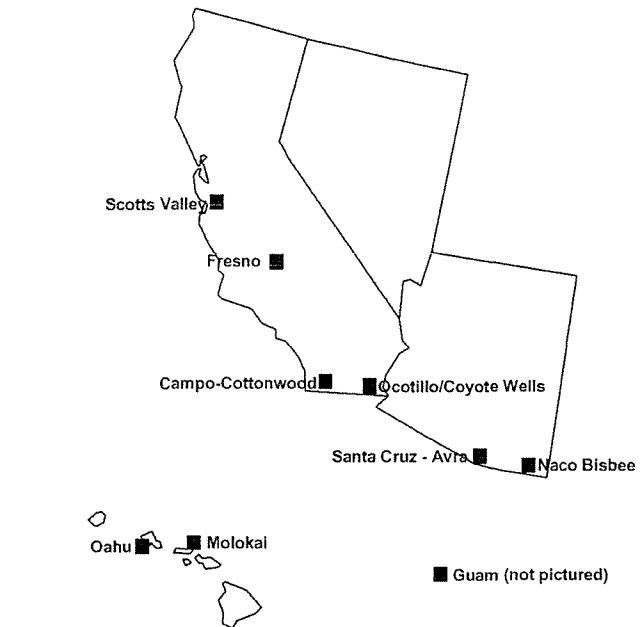 Scotts Valley
Fresno
Campo-Cottonwood
Ocotillo/Coyote Wells
Santa Cruz - Avra
Naco Bisbee
Oahu
Molokai
Guam (not pictured)